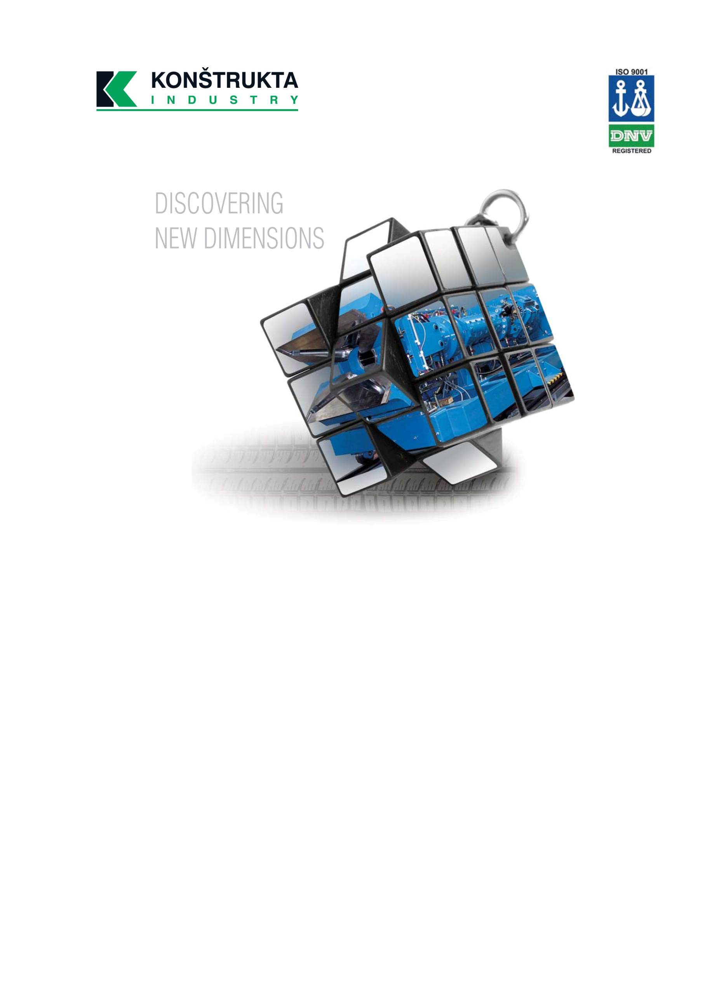 KONŠTRUKTA
INDUSTRY
ISO 9001
DNV
REGISTERED
DISCOVERING
NEW DIMENSIONS